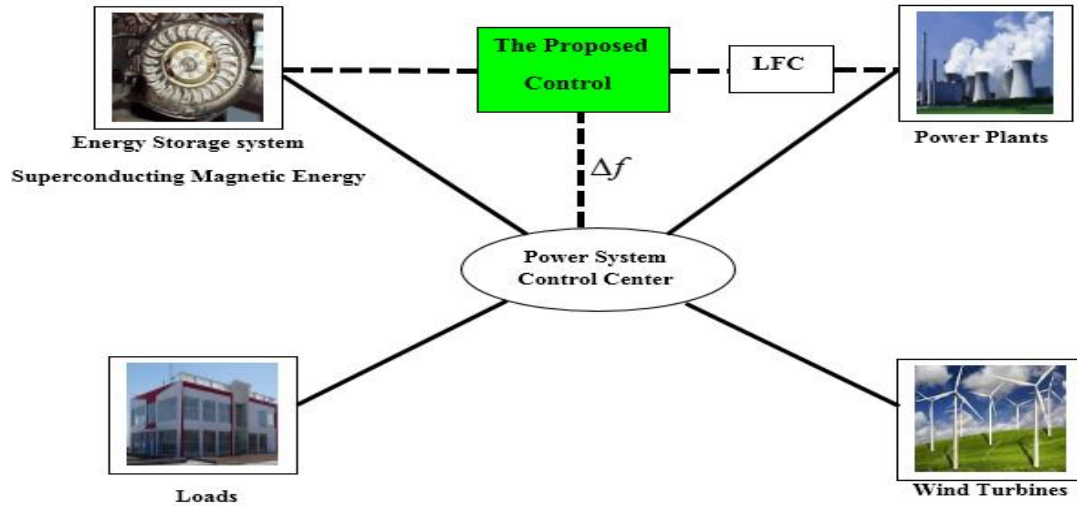 The Proposed
Control
LFC
Energy Storage system
Superconducting Magnetic Energy
Power Plants
Δf
Power System
Control Center
Loads
Wind Turbines